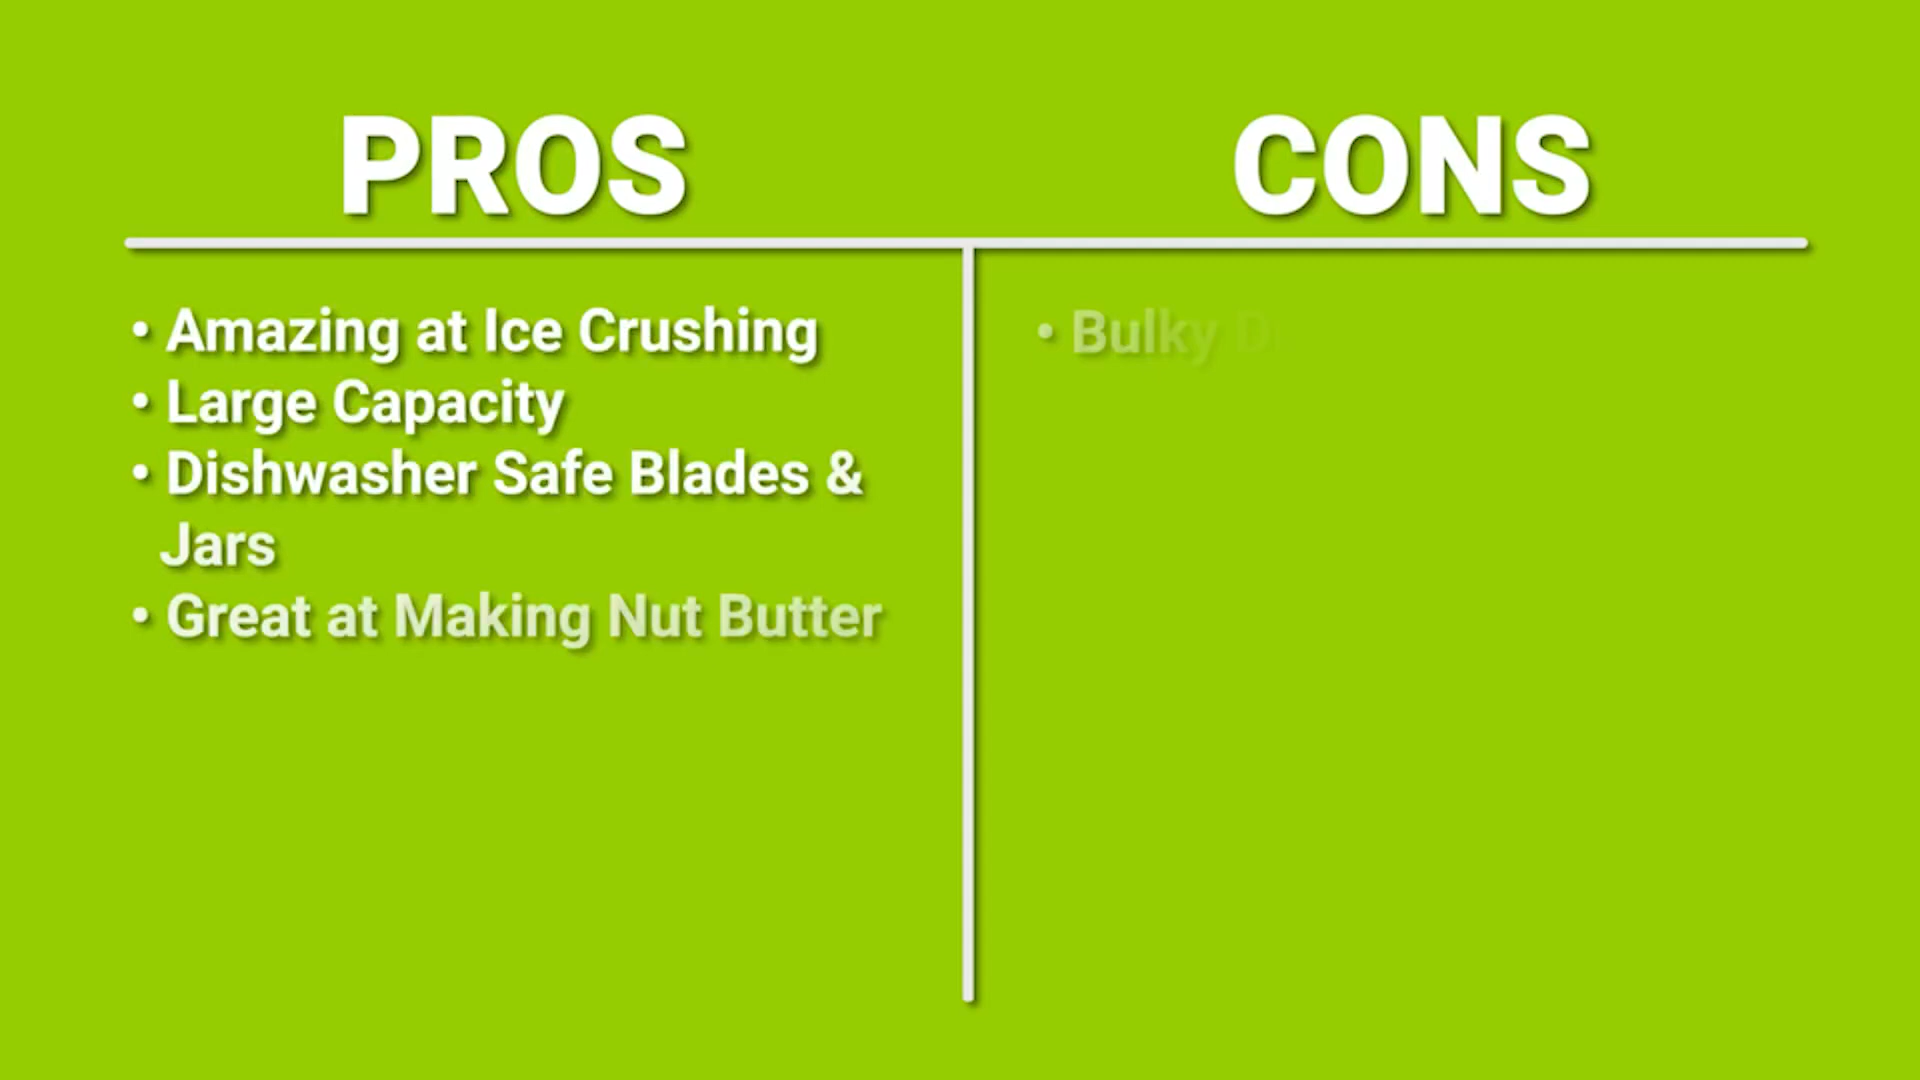 PROS
CONS
• Amazing at Ice Crushing
• Large Capacity
• Dishwasher Safe Blades &
Jars
• Great at Making Nut Butter
• Bulky D